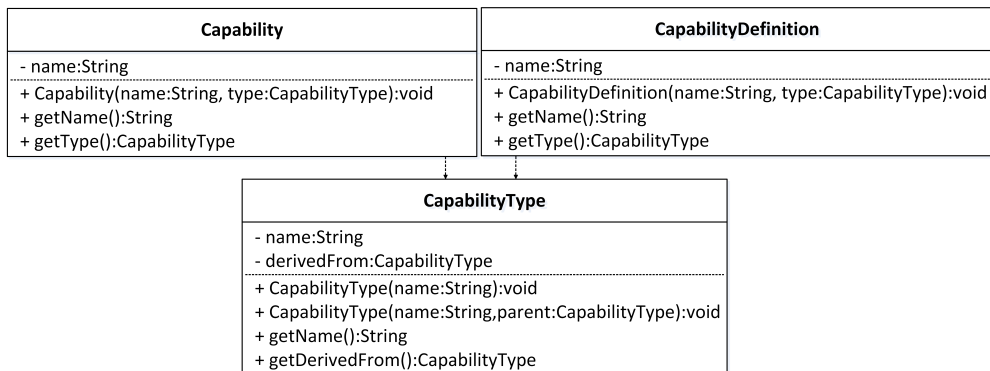 Capability
- name:String
+ Capability(name:String, type:CapabilityType):void
+ getName():String
+ getType():CapabilityType
CapabilityDefinition
- name:String
+ CapabilityDefinition(name:String, type:CapabilityType):void
+ getName():String
+ getType():CapabilityType
CapabilityType
- name:String
- derivedFrom:CapabilityType
+ CapabilityType(name:String):void
+ CapabilityType(name:String,parent:CapabilityType):void
+ getName():String
+ getDerivedFrom():CapabilityType